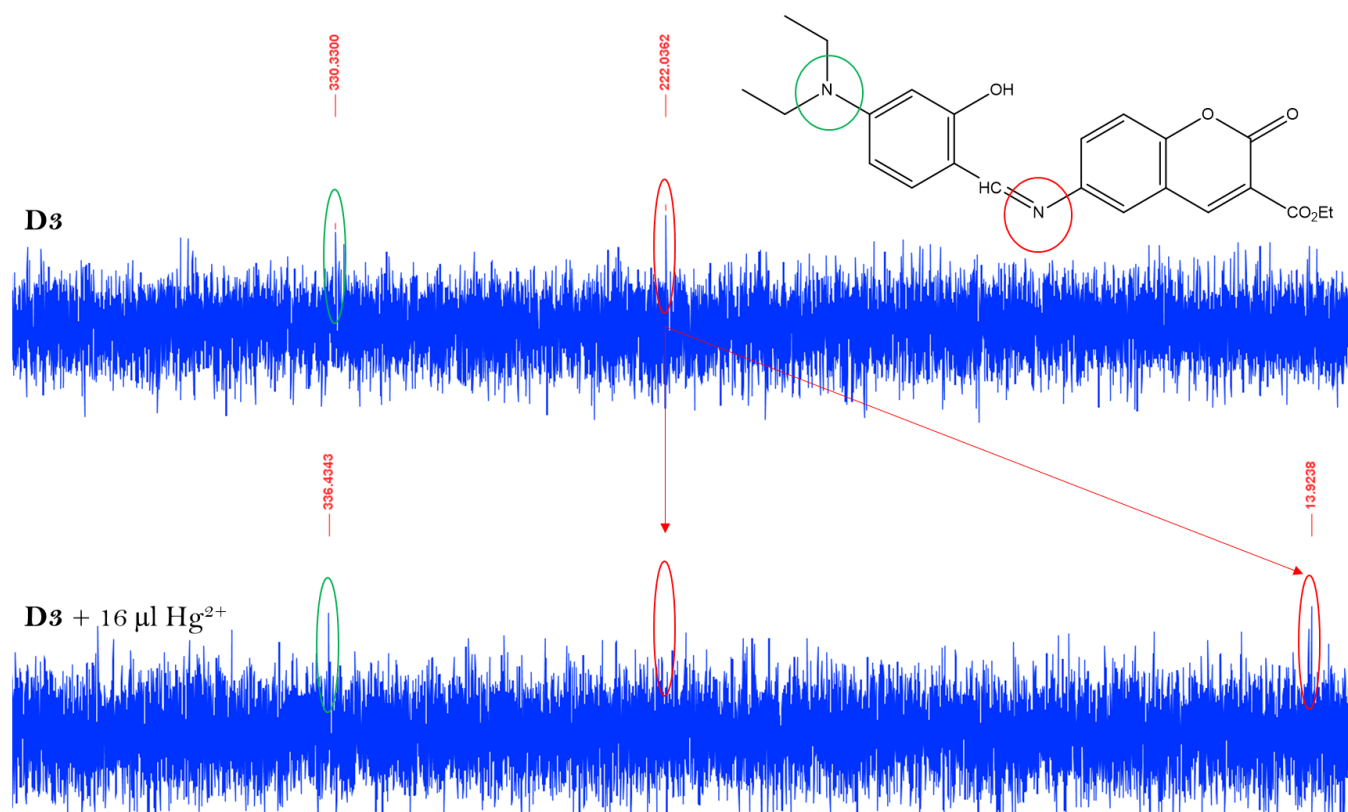 330.3300
222.0362
N
OH
HC
N
O
O
CO₂Et
D3
336.4343
13.9238
D3 + 16 µl Hg²⁺